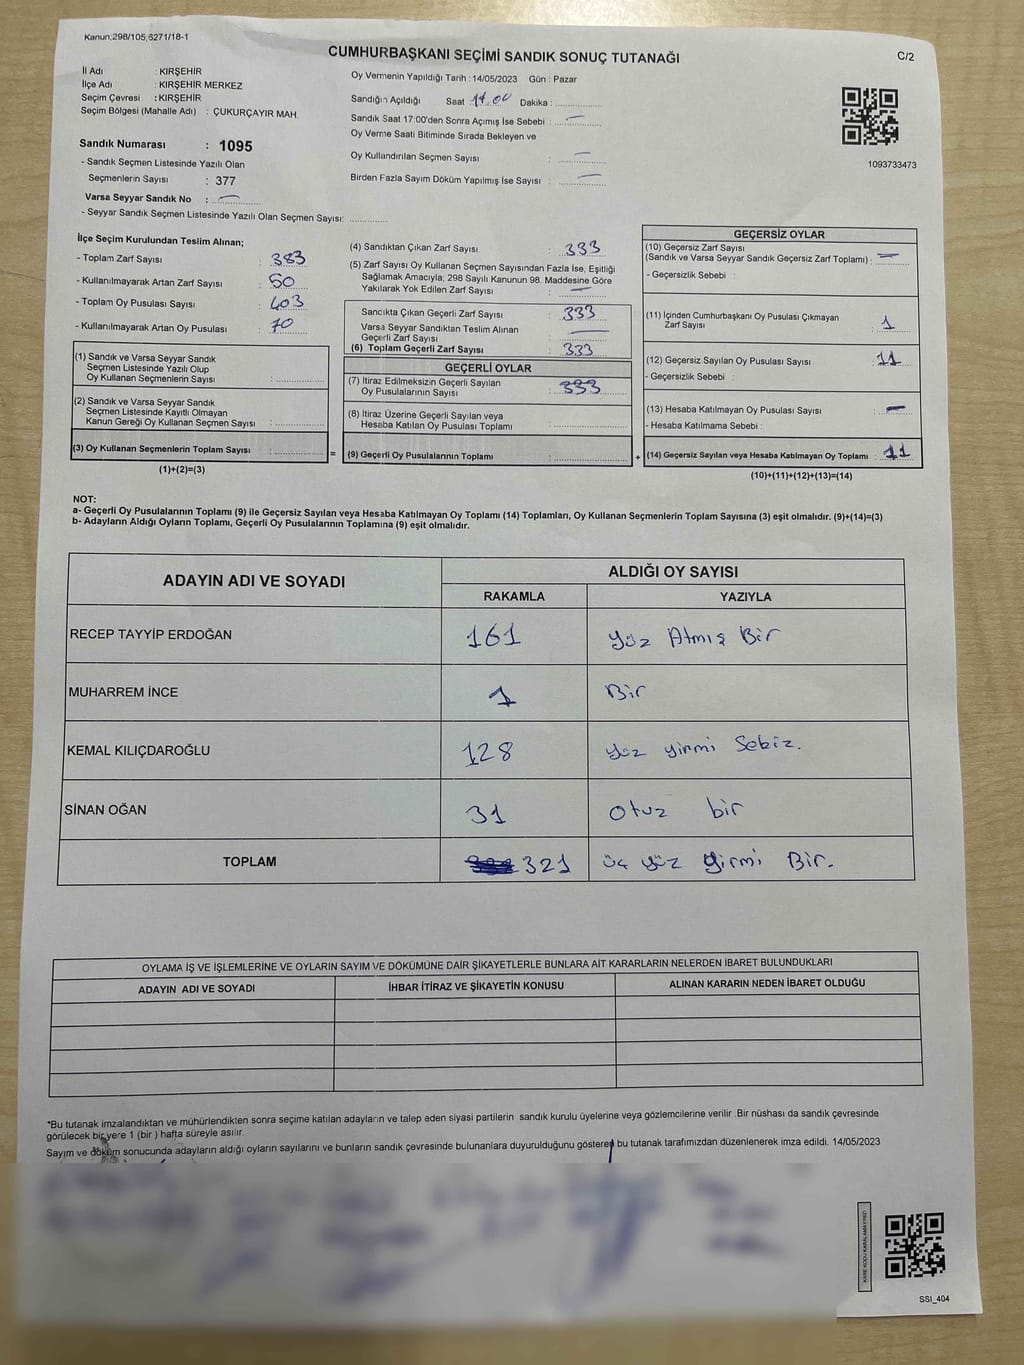 Kanun:298/105,6271/18-1
CUMHURBAŞKANI SEÇİMİ SANDIK SONUÇ TUTANAĞI
C/2
İl Adı : KIRŞEHİR
İlçe Adı : KIRŞEHİR MERKEZ
Seçim Çevresi : KIRŞEHİR
Seçim Bölgesi (Mahalle Adı) : ÇUKURÇAYIR MAH.
Sandık Numarası : 1095
- Sandık Seçmen Listesinde Yazılı Olan
Seçmenlerin Sayısı : 377
Varsa Seyyar Sandık No : —
- Seyyar Sandık Seçmen Listesinde Yazılı Olan Seçmen Sayısı:
Oy Vermenin Yapıldığı Tarih :14/05/2023 Gün : Pazar
Sandığın Açıldığı Saat Dakika :
Sandık Saat 17:00'den Sonra Açımış İse Sebebi : —
Oy Verme Saati Bitiminde Sırada Bekleyen ve
Oy Kullandırılan Seçmen Sayısı : —
Birden Fazla Sayım Döküm Yapılmış İse Sayısı : —
1093733473
İlçe Seçim Kurulundan Teslim Alınan;
- Toplam Zarf Sayısı : 383
- Kullanılmayarak Artan Zarf Sayısı : 50
- Toplam Oy Pusulası Sayısı : 403
- Kullanılmayarak Artan Oy Pusulası : 70
(1) Sandık ve Varsa Seyyar Sandık
Seçmen Listesinde Yazılı Olup
Oy Kullanan Seçmenlerin Sayısı :
(2) Sandık ve Varsa Seyyar Sandık
Seçmen Listesinde Kayıtlı Olmayan
Kanun Gereği Oy Kullanan Seçmen Sayısı :
(3) Oy Kullanan Seçmenlerin Toplam Sayısı :
(1)+(2)=(3)
=
(4) Sandıktan Çıkan Zarf Sayısı : 333
(5) Zarf Sayısı Oy Kullanan Seçmen Sayısından Fazla İse, Eşitliği
Sağlamak Amacıyla; 298 Sayılı Kanunun 98. Maddesine Göre
Yakılarak Yok Edilen Zarf Sayısı : —
Sandıkta Çıkan Geçerli Zarf Sayısı : 333
Varsa Seyyar Sandıktan Teslim Alınan
Geçerli Zarf Sayısı : —
(6) Toplam Geçerli Zarf Sayısı : 333
GEÇERLİ OYLAR
(7) İtiraz Edilmeksizin Geçerli Sayılan
Oy Pusulalarının Sayısı : 333
(8) İtiraz Üzerine Geçerli Sayılan veya
Hesaba Katılan Oy Pusulası Toplamı :
(9) Geçerli Oy Pusulalarının Toplamı :
+
GEÇERSİZ OYLAR
(10) Geçersiz Zarf Sayısı
(Sandık ve Varsa Seyyar Sandık Geçersiz Zarf Toplamı) : —
- Geçersizlik Sebebi :
(11) İçinden Cumhurbaşkanı Oy Pusulası Çıkmayan
Zarf Sayısı : 1
(12) Geçersiz Sayılan Oy Pusulası Sayısı : 11
- Geçersizlik Sebebi :
(13) Hesaba Katılmayan Oy Pusulası Sayısı : —
- Hesaba Katılmama Sebebi :
(14) Geçersiz Sayılan veya Hesaba Katılmayan Oy Toplamı : 11
(10)+(11)+(12)+(13)=(14)
NOT:
a- Geçerli Oy Pusulalarının Toplamı (9) ile Geçersiz Sayılan veya Hesaba Katılmayan Oy Toplamı (14) Toplamları, Oy Kullanan Seçmenlerin Toplam Sayısına (3) eşit olmalıdır. (9)+(14)=(3)
b- Adayların Aldığı Oyların Toplamı, Geçerli Oy Pusulalarının Toplamına (9) eşit olmalıdır.
ADAYIN ADI VE SOYADI ALDIĞI OY SAYISI
RAKAMLA YAZIYLA
RECEP TAYYİP ERDOĞAN 161 Yüz Atmış Bir
MUHARREM İNCE 1 Bir
KEMAL KILIÇDAROĞLU 128 yüz yirmi Sekiz.
SİNAN OĞAN 31 Otuz bir
TOPLAM 321 üç yüz yirmi Bir.
OYLAMA İŞ VE İŞLEMLERİNE VE OYLARIN SAYIM VE DÖKÜMÜNE DAİR ŞİKAYETLERLE BUNLARA AİT KARARLARIN NELERDEN İBARET BULUNDUKLARI
ADAYIN ADI VE SOYADI İHBAR İTİRAZ VE ŞİKAYETİN KONUSU ALINAN KARARIN NEDEN İBARET OLDUĞU
*Bu tutanak imzalandıktan ve mühürlendikten sonra seçime katılan adayların ve talep eden siyasi partilerin sandık kurulu üyelerine veya gözlemcilerine verilir .Bir nüshası da sandık çevresinde
görülecek bir yere 1 (bir ) hafta süreyle asılır.
Sayım ve döküm sonucunda adayların aldığı oyların sayılarını ve bunların sandık çevresinde bulunanlara duyurulduğunu gösteren bu tutanak tarafımızdan düzenlenerek imza edildi. 14/05/2023
KARE KODU KARALAMAYINIZ!
SSI_404